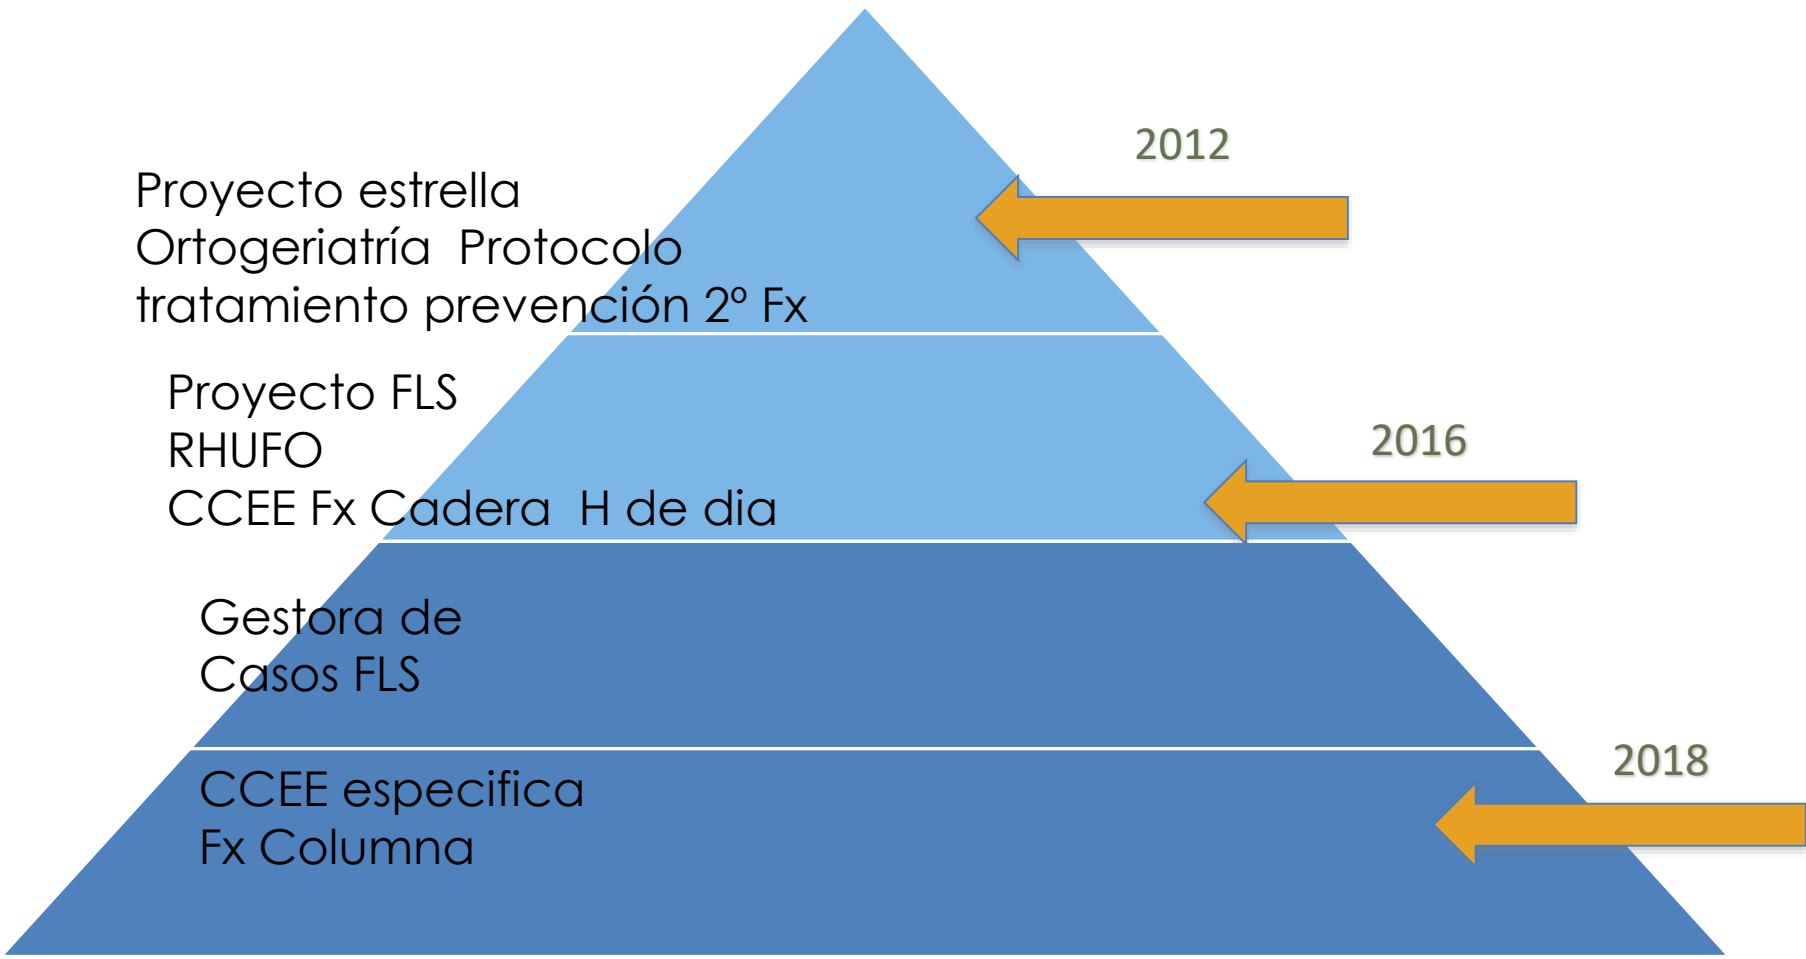 2012
Proyecto estrella
Ortogeriatría Protocolo
tratamiento prevención 2º Fx
Proyecto FLS
RHUFO
CCEE Fx Cadera H de dia
2016
Gestora de
Casos FLS
2018
CCEE especifica
Fx Columna